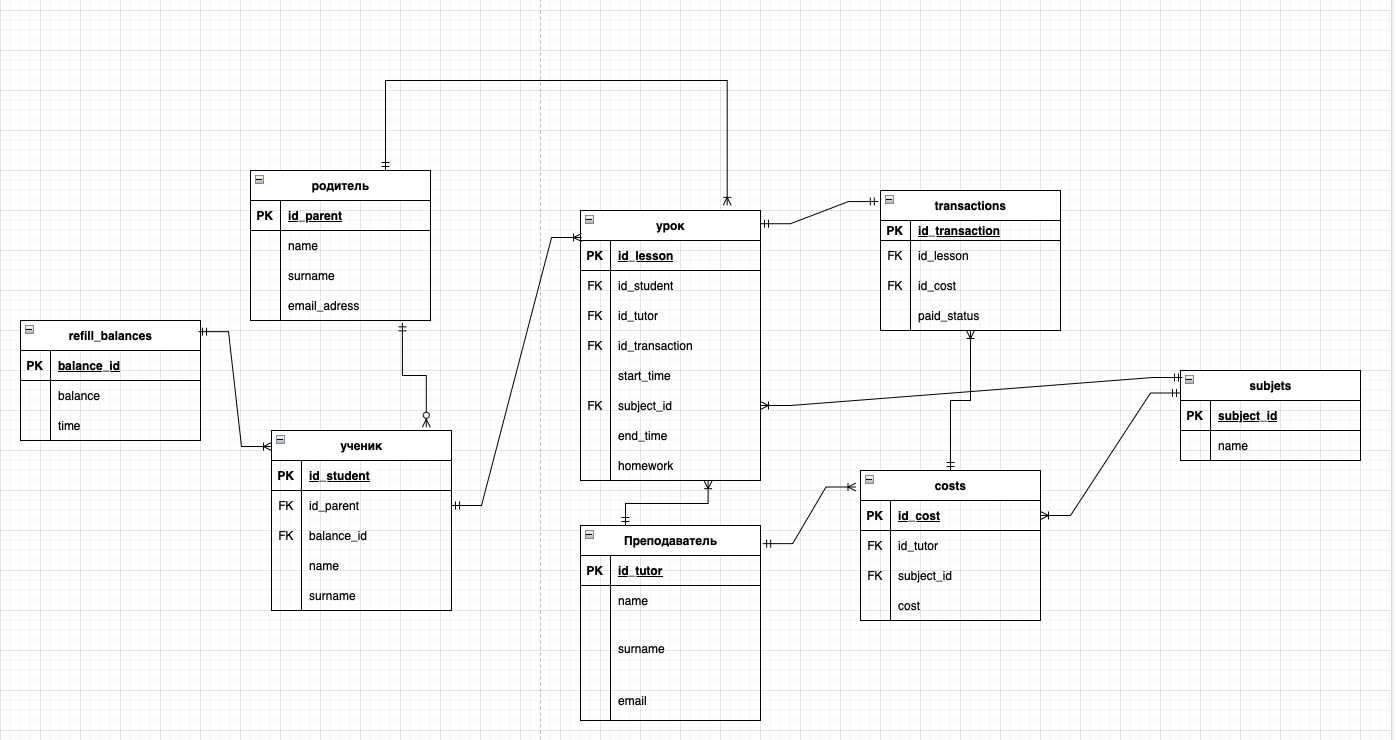 родитель
PK id_parent
name
surname
email_adress
refill_balances
PK balance_id
balance
time
ученик
PK id_student
FK id_parent
FK balance_id
name
surname
урок
PK id_lesson
FK id_student
FK id_tutor
FK id_transaction
start_time
FK subject_id
end_time
homework
Преподаватель
PK id_tutor
name
surname
email
transactions
PK id_transaction
FK id_lesson
FK id_cost
paid_status
costs
PK id_cost
FK id_tutor
FK subject_id
cost
subjets
PK subject_id
name